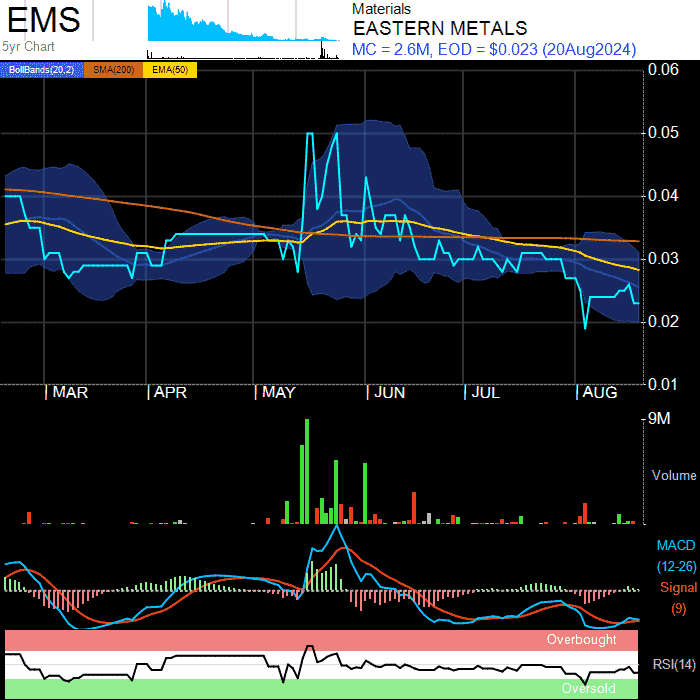 EMS
5yr Chart
Materials
EASTERN METALS
MC = 2.6M, EOD = $0.023 (20Aug2024)
BollBands(20,2) SMA(200) EMA(50)
0.06
0.05
0.04
0.03
0.02
0.01
MAR APR MAY JUN JUL AUG
9M
Volume
MACD
(12-26)
Signal
(9)
Overbought
RSI(14)
Oversold